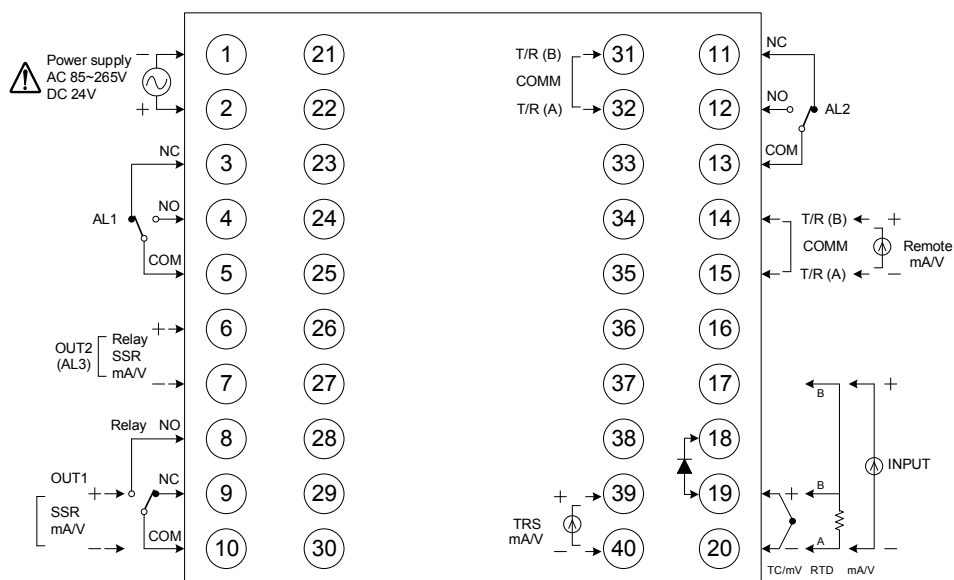 Power supply
AC 85~265V
DC 24V
−
+
1 21
2 22
NC
3 23
AL1
NO
4 24
COM
5 25
OUT2
(AL3)
Relay
SSR
mA/V
+
−
6 26
7 27
Relay NO
8 28
OUT1
+
NC
9 29
SSR
mA/V
−
COM
10 30
T/R (B)
COMM
T/R (A)
31 11
32 12
33 13
NC
NO
AL2
COM
34 14
35 15
T/R (B)
COMM
T/R (A)
+
−
Remote
mA/V
36 16
37 17
38 18
39 19
40 20
+
TRS
mA/V
−
B
+
INPUT
+
B
−
A
−
TC/mV RTD mA/V